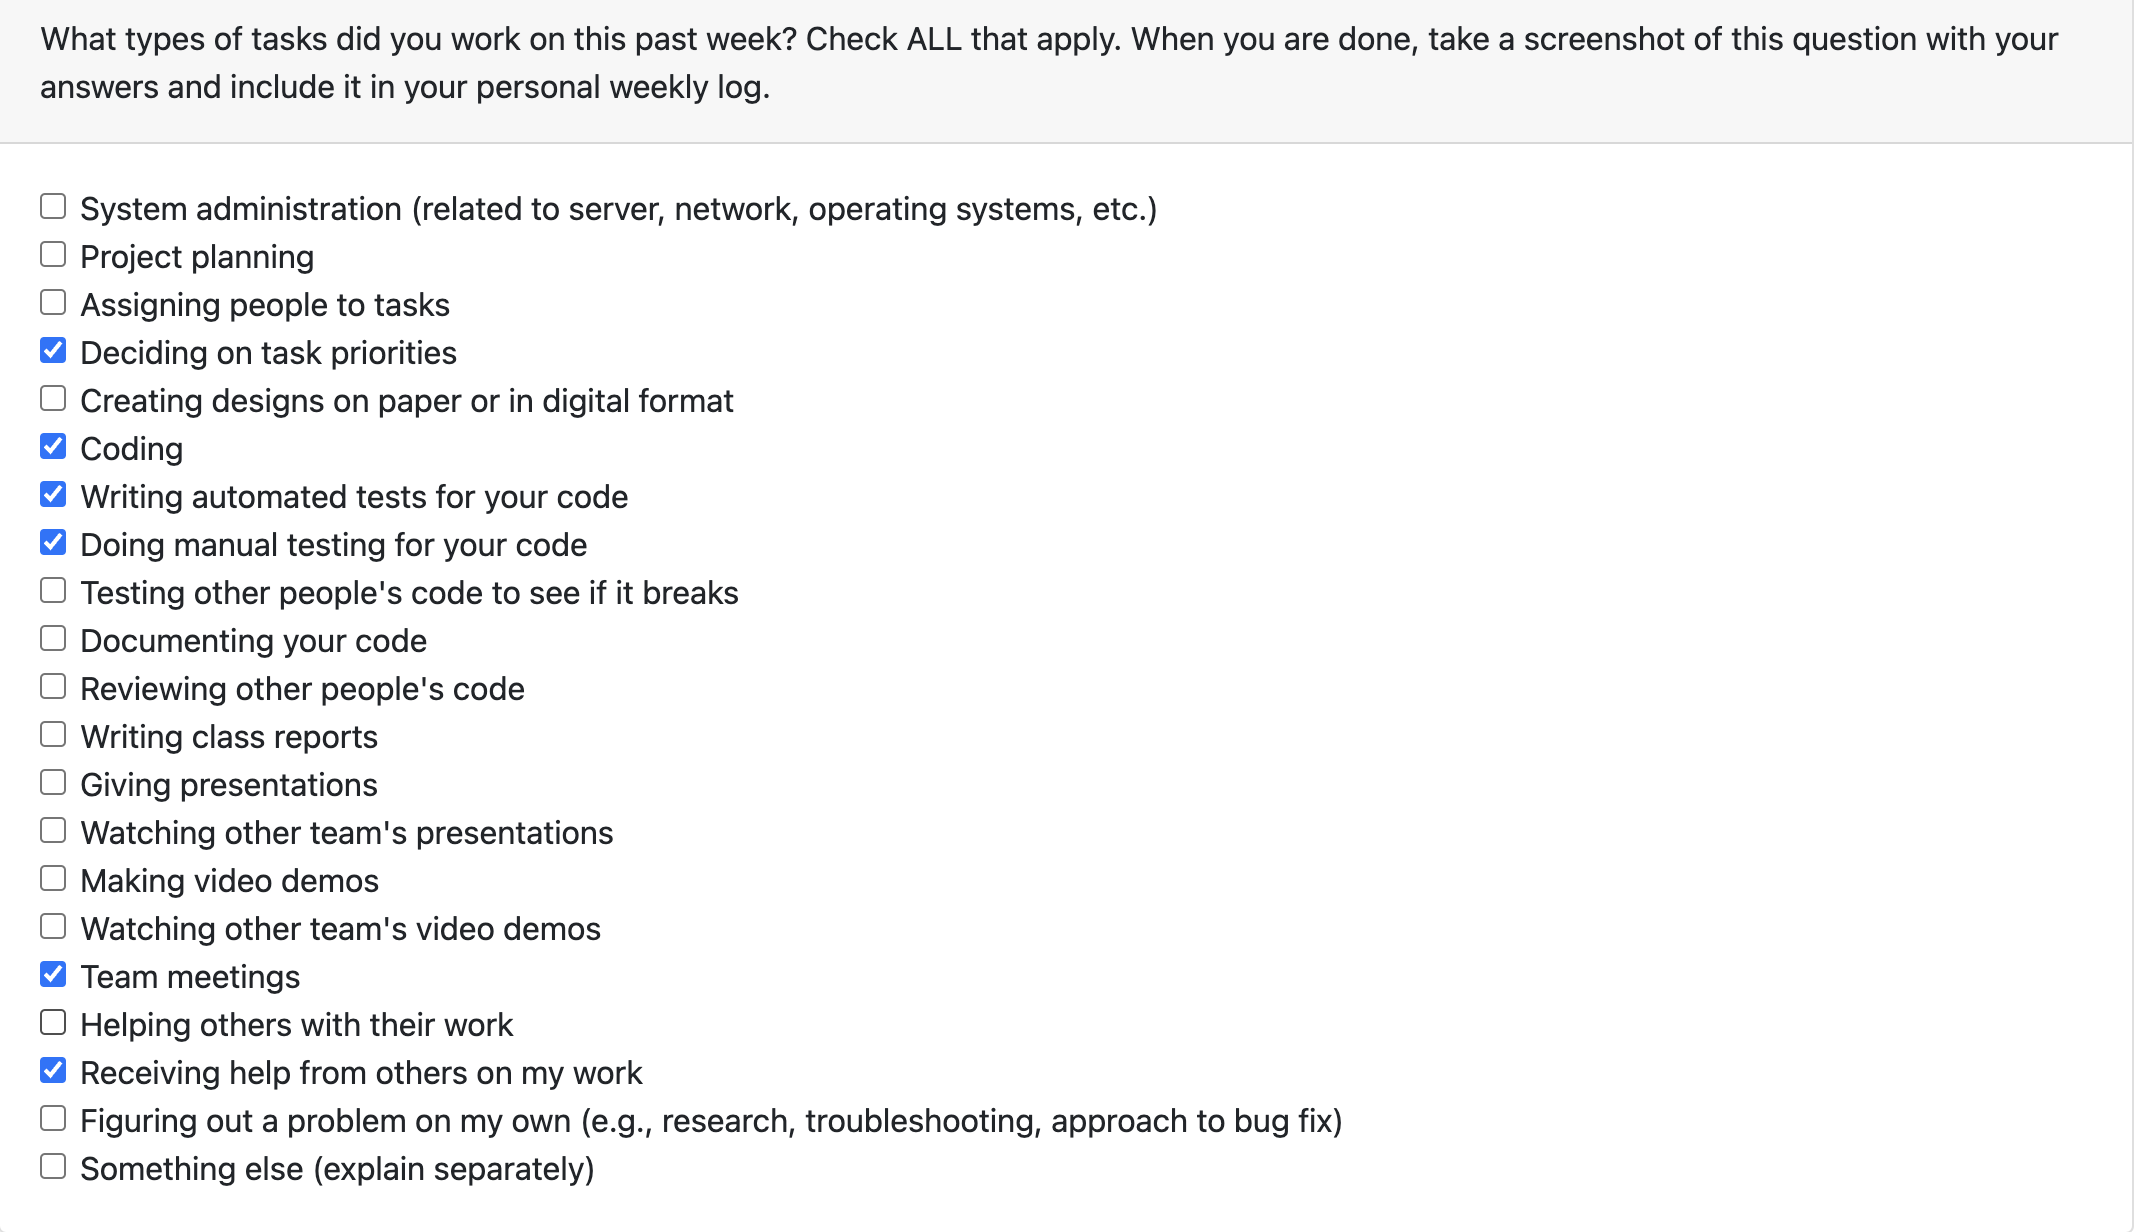 What types of tasks did you work on this past week? Check ALL that apply. When you are done, take a screenshot of this question with your
answers and include it in your personal weekly log.
System administration (related to server, network, operating systems, etc.)
Project planning
Assigning people to tasks
Deciding on task priorities
Creating designs on paper or in digital format
Coding
Writing automated tests for your code
Doing manual testing for your code
Testing other people's code to see if it breaks
Documenting your code
Reviewing other people's code
Writing class reports
Giving presentations
Watching other team's presentations
Making video demos
Watching other team's video demos
Team meetings
Helping others with their work
Receiving help from others on my work
Figuring out a problem on my own (e.g., research, troubleshooting, approach to bug fix)
Something else (explain separately)